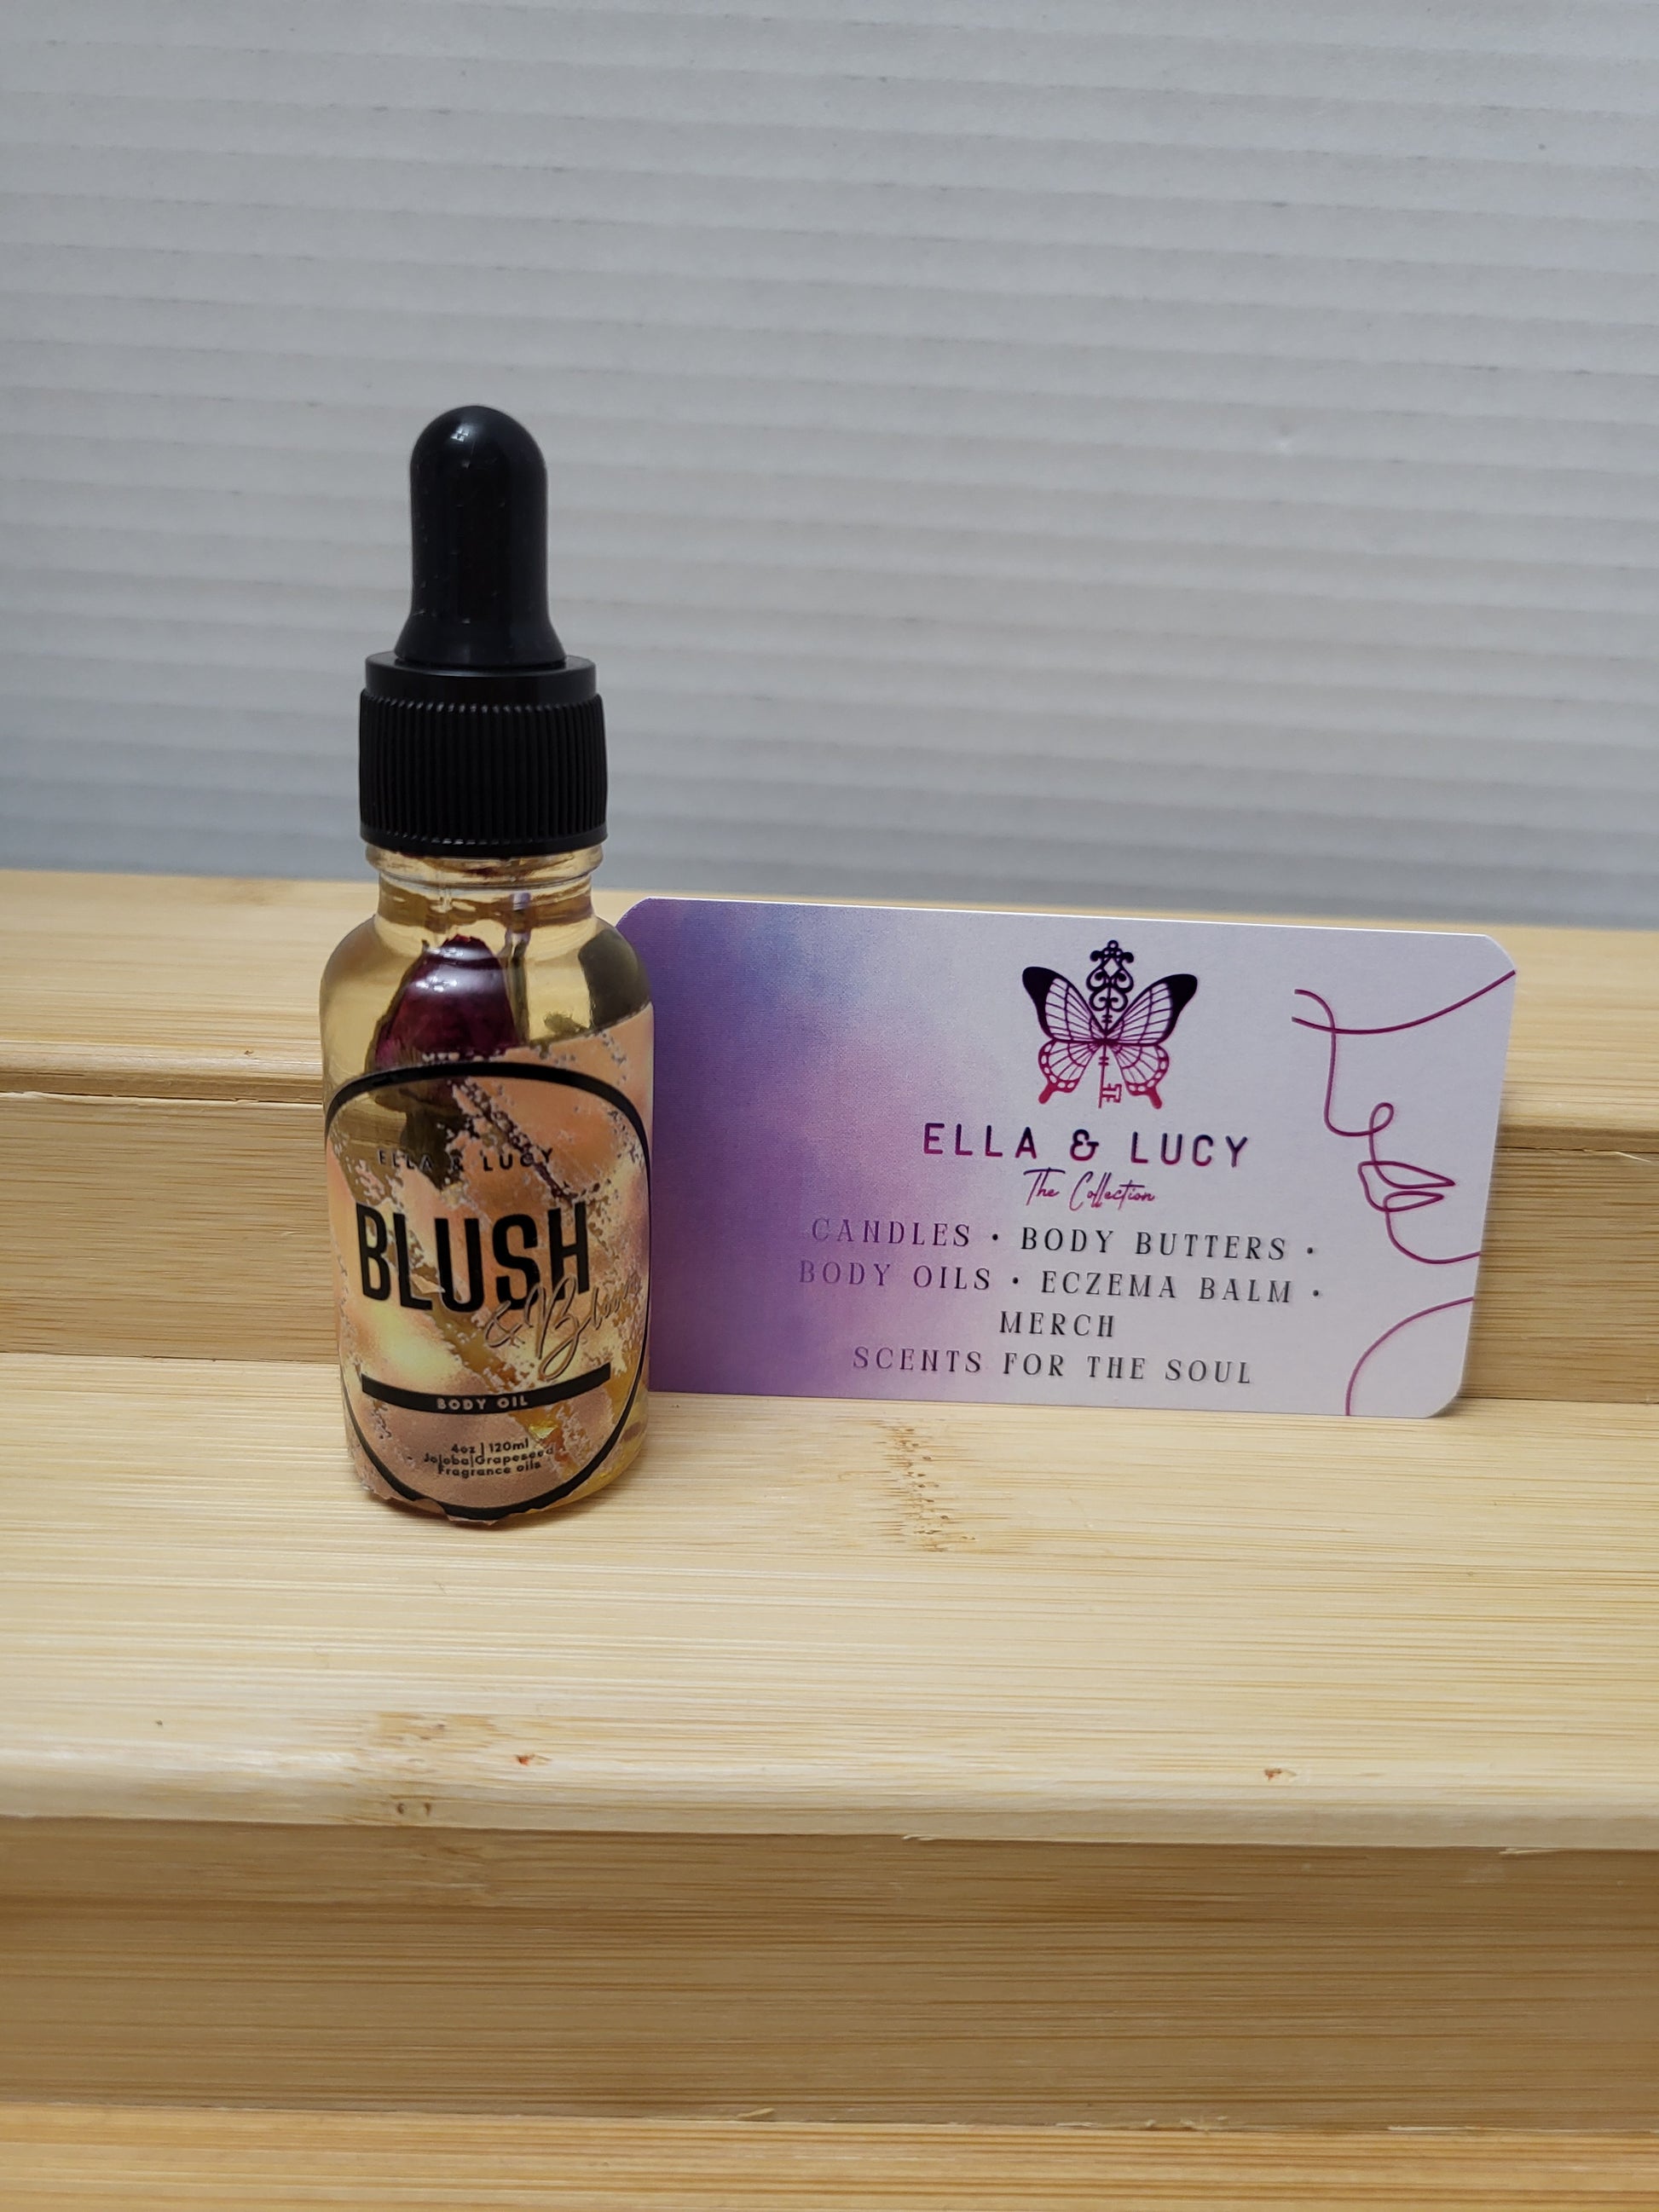 ELLA & LUCY
BLUSH
&
BODY OIL
4oz | 120ml
Jojoba|Grapeseed
Fragrance oils
ELLA & LUCY
The Collection
CANDLES • BODY BUTTERS •
BODY OILS • ECZEMA BALM •
MERCH
SCENTS FOR THE SOUL